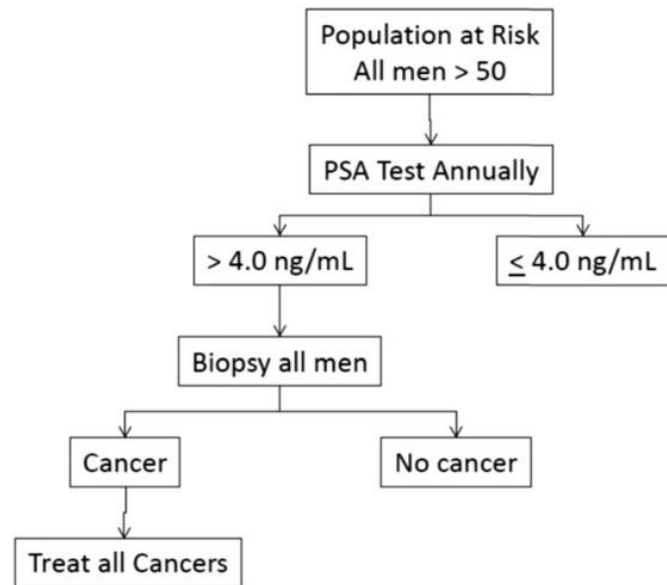 Population at Risk
All men > 50
PSA Test Annually
> 4.0 ng/mL
≤ 4.0 ng/mL
Biopsy all men
Cancer
No cancer
Treat all Cancers